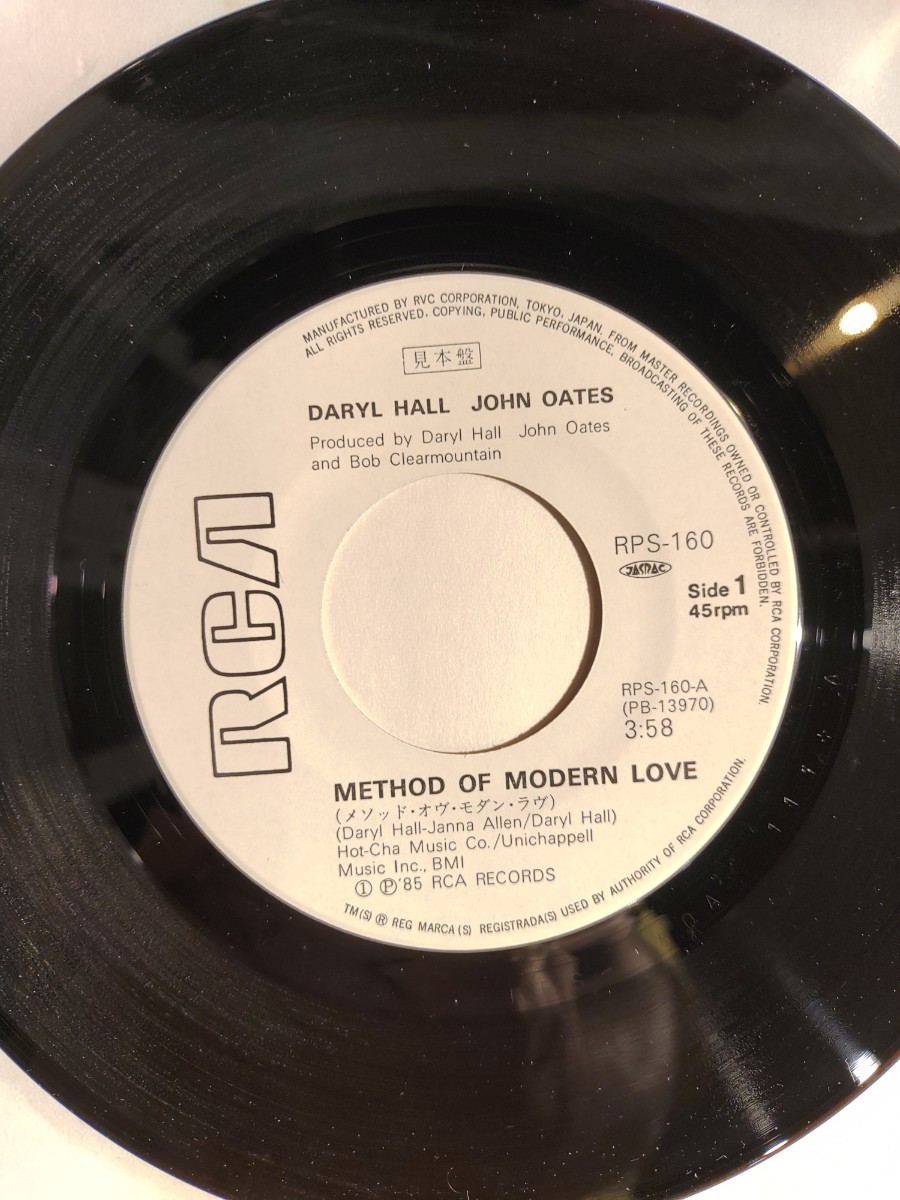 MANUFACTURED BY RVC CORPORATION, TOKYO, JAPAN. FROM MASTER RECORDINGS OWNED OR CONTROLLED BY RCA CORPORATION.
ALL RIGHTS RESERVED. COPYING, PUBLIC PERFORMANCE, BROADCASTING OF THESE RECORDS ARE FORBIDDEN.
見本盤
DARYL HALL JOHN OATES
Produced by Daryl Hall John Oates
and Bob Clearmountain
RCA
RPS-160
JASRAC
Side 1
45rpm
RPS-160-A
(PB-13970)
3:58
METHOD OF MODERN LOVE
(メソッド・オヴ・モダン・ラヴ)
(Daryl Hall-Janna Allen/Daryl Hall)
Hot-Cha Music Co./Unichappell
Music Inc., BMI
① Ⓟ'85 RCA RECORDS
TM(S) ® REG MARCA(S) REGISTRADA(S) USED BY AUTHORITY OF RCA CORPORATION.